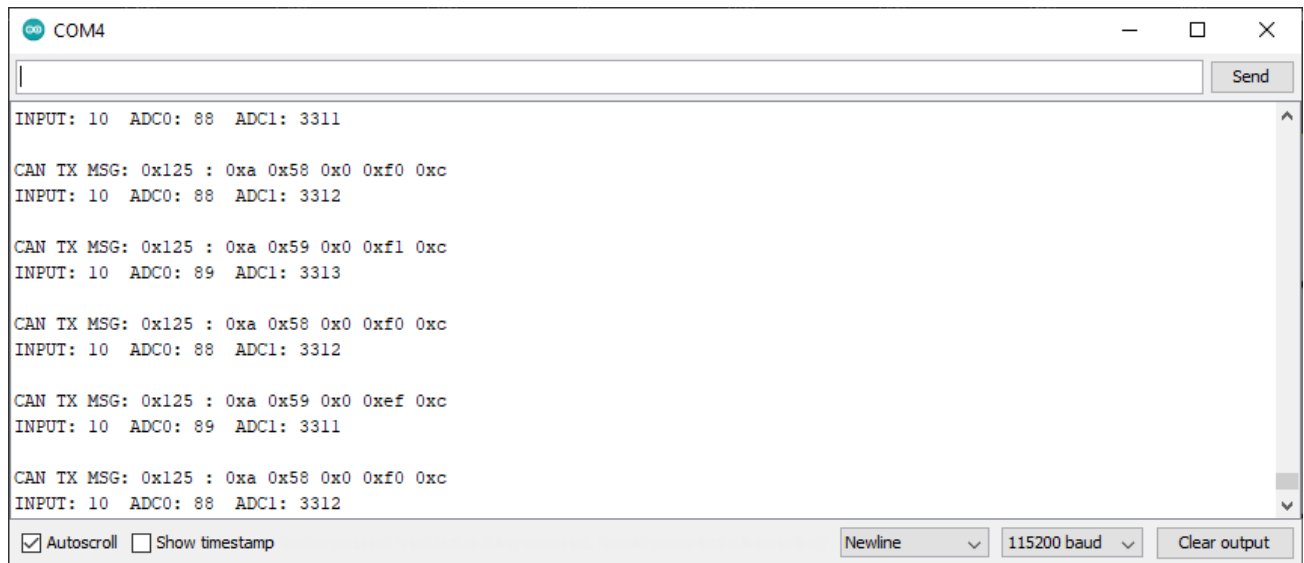 COM4
Send
INPUT: 10  ADC0: 88  ADC1: 3311
CAN TX MSG: 0x125 : 0xa 0x58 0x0 0xf0 0xc
INPUT: 10  ADC0: 88  ADC1: 3312
CAN TX MSG: 0x125 : 0xa 0x59 0x0 0xf1 0xc
INPUT: 10  ADC0: 89  ADC1: 3313
CAN TX MSG: 0x125 : 0xa 0x58 0x0 0xf0 0xc
INPUT: 10  ADC0: 88  ADC1: 3312
CAN TX MSG: 0x125 : 0xa 0x59 0x0 0xef 0xc
INPUT: 10  ADC0: 89  ADC1: 3311
CAN TX MSG: 0x125 : 0xa 0x58 0x0 0xf0 0xc
INPUT: 10  ADC0: 88  ADC1: 3312
Autoscroll Show timestamp Newline 115200 baud Clear output